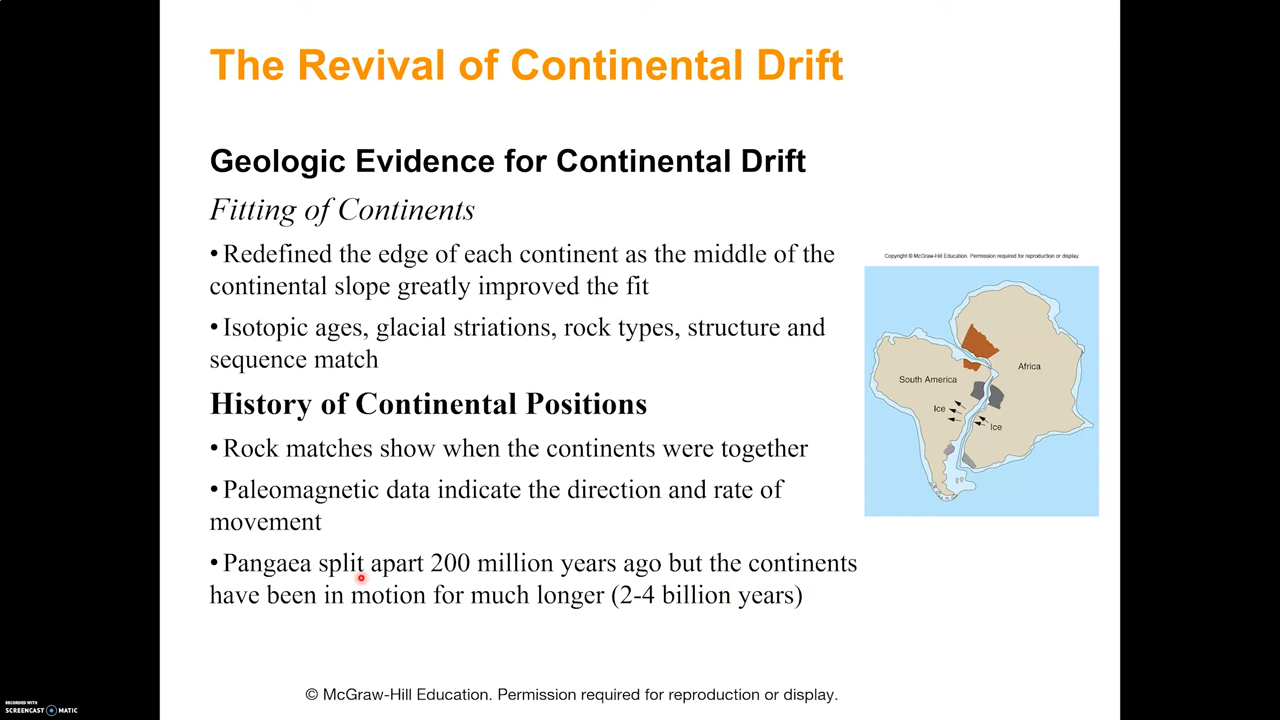 The Revival of Continental Drift
Geologic Evidence for Continental Drift
Fitting of Continents
• Redefined the edge of each continent as the middle of the
continental slope greatly improved the fit
• Isotopic ages, glacial striations, rock types, structure and
sequence match
History of Continental Positions
• Rock matches show when the continents were together
• Paleomagnetic data indicate the direction and rate of
movement
• Pangaea split apart 200 million years ago but the continents
have been in motion for much longer (2-4 billion years)
Copyright © McGraw-Hill Education. Permission required for reproduction or display.
Africa
South America
Ice
Ice
© McGraw-Hill Education. Permission required for reproduction or display.
RECORDED WITH
SCREENCAST MATIC